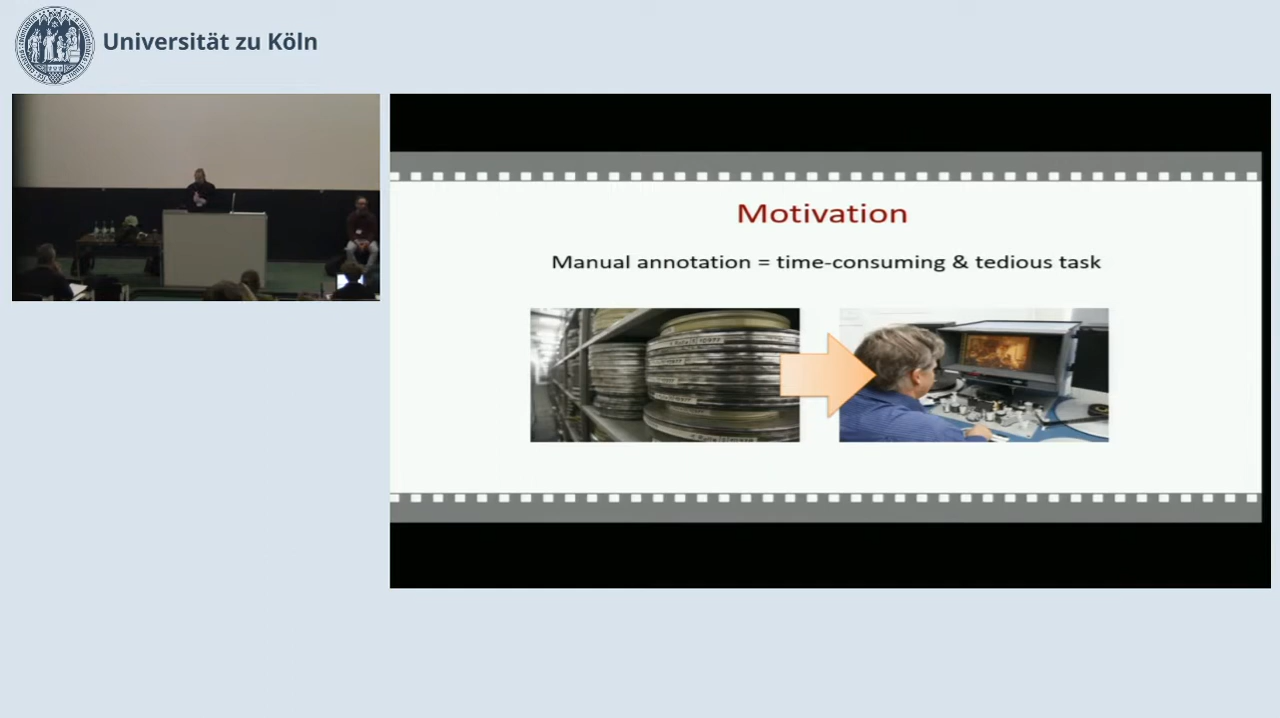 Universität zu Köln
Motivation
Manual annotation = time-consuming & tedious task